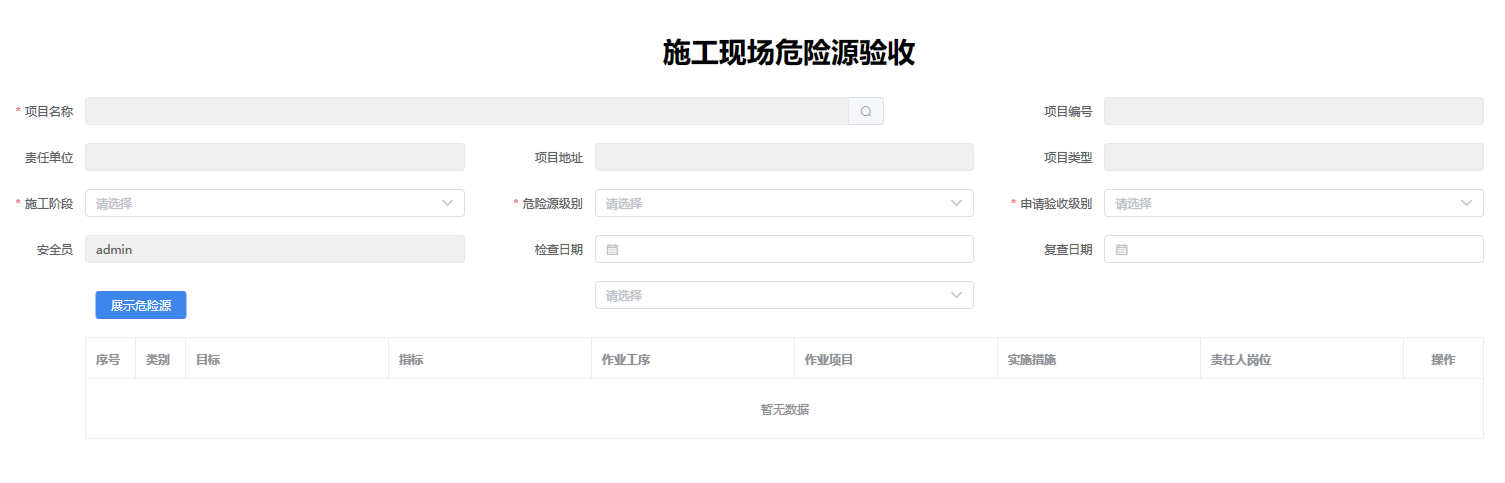 施工现场危险源验收
* 项目名称 项目编号
责任单位 项目地址 项目类型
* 施工阶段 请选择 * 危险源级别 请选择 * 申请验收级别 请选择
安全员 admin 检查日期 复查日期
展示危险源 请选择
序号 类别 目标 指标 作业工序 作业项目 实施措施 责任人岗位 操作
暂无数据